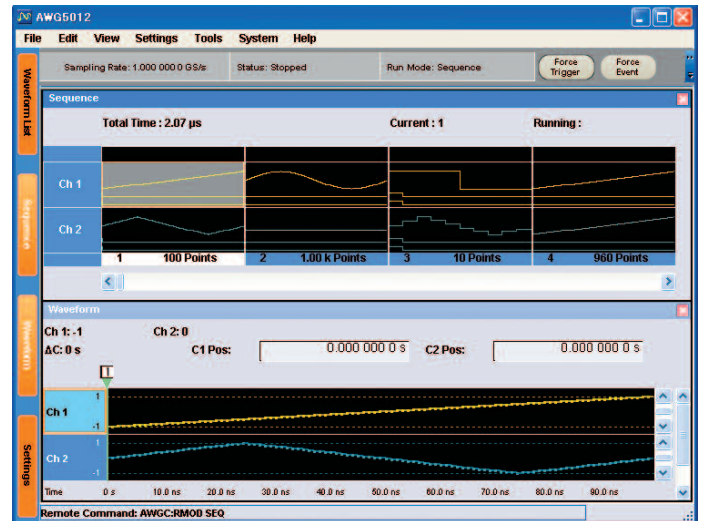 AWG5012
File Edit View Settings Tools System Help
Sampling Rate: 1.000 000 0 GS/s Status: Stopped Run Mode: Sequence Force Trigger Force Event
Waveform List
Sequence
Waveform
Settings
Sequence
Total Time : 2.07 µs Current : 1 Running :
Ch 1
Ch 2
1 100 Points 2 1.00 k Points 3 10 Points 4 960 Points
Waveform
Ch 1: -1 Ch 2: 0
ΔC: 0 s C1 Pos: 0.000 000 0 s C2 Pos: 0.000 000 0 s
T
1
Ch 1
-1
1
Ch 2
-1
Time 0 s 10.0 ns 20.0 ns 30.0 ns 40.0 ns 50.0 ns 60.0 ns 70.0 ns 80.0 ns 90.0 ns
Remote Command: AWGC:RMOD SEQ